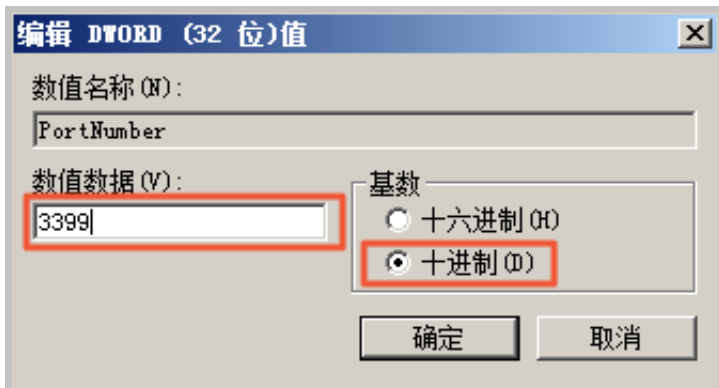 编辑 DWORD (32 位)值
数值名称(N):
PortNumber
数值数据(V):
3399
基数
十六进制(H)
十进制(D)
确定
取消